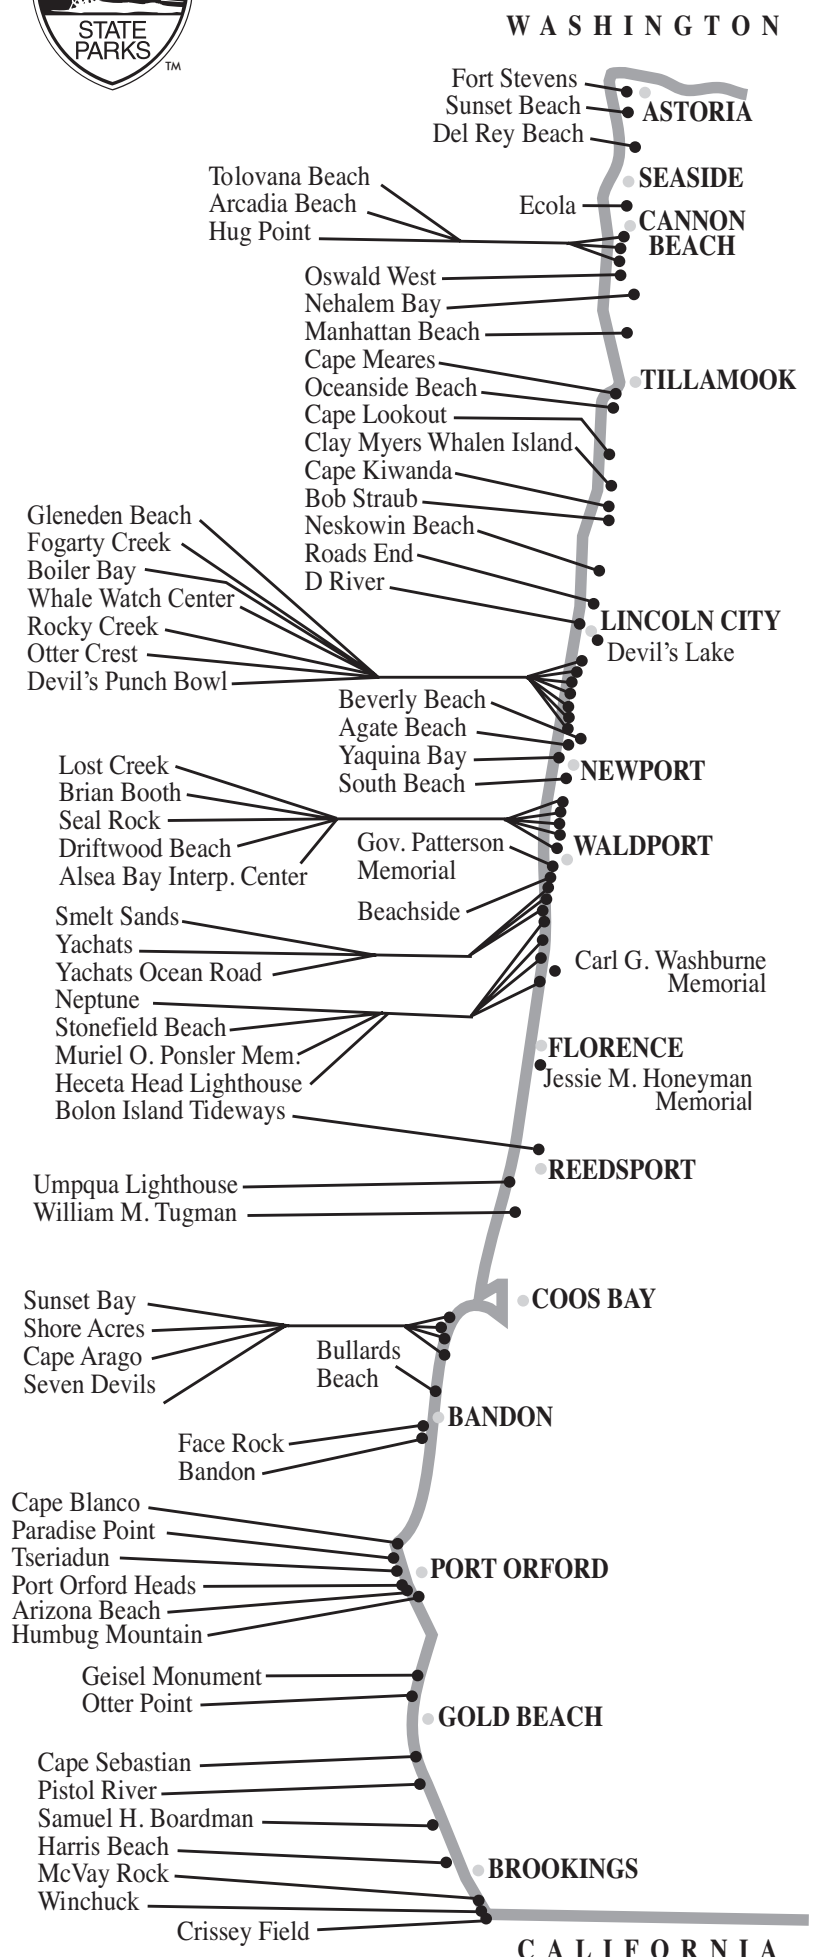 STATE
PARKS
TM
WASHINGTON
Fort Stevens
Sunset Beach
ASTORIA
Del Rey Beach
Tolovana Beach
SEASIDE
Arcadia Beach
Ecola
Hug Point
CANNON
BEACH
Oswald West
Nehalem Bay
Manhattan Beach
Cape Meares
TILLAMOOK
Oceanside Beach
Cape Lookout
Clay Myers Whalen Island
Cape Kiwanda
Bob Straub
Neskowin Beach
Roads End
D River
Gleneden Beach
Fogarty Creek
Boiler Bay
Whale Watch Center
Rocky Creek
Otter Crest
Devil's Punch Bowl
LINCOLN CITY
Devil's Lake
Beverly Beach
Agate Beach
Yaquina Bay
South Beach
NEWPORT
Lost Creek
Brian Booth
Seal Rock
Driftwood Beach
Alsea Bay Interp. Center
Gov. Patterson
Memorial
WALDPORT
Beachside
Smelt Sands
Yachats
Yachats Ocean Road
Neptune
Stonefield Beach
Muriel O. Ponsler Mem.
Heceta Head Lighthouse
Bolon Island Tideways
Carl G. Washburne
Memorial
FLORENCE
Jessie M. Honeyman
Memorial
REEDSPORT
Umpqua Lighthouse
William M. Tugman
COOS BAY
Sunset Bay
Shore Acres
Cape Arago
Seven Devils
Bullards
Beach
BANDON
Face Rock
Bandon
Cape Blanco
Paradise Point
Tseriadun
Port Orford Heads
Arizona Beach
Humbug Mountain
PORT ORFORD
Geisel Monument
Otter Point
GOLD BEACH
Cape Sebastian
Pistol River
Samuel H. Boardman
Harris Beach
McVay Rock
Winchuck
Crissey Field
BROOKINGS
CALIFORNIA